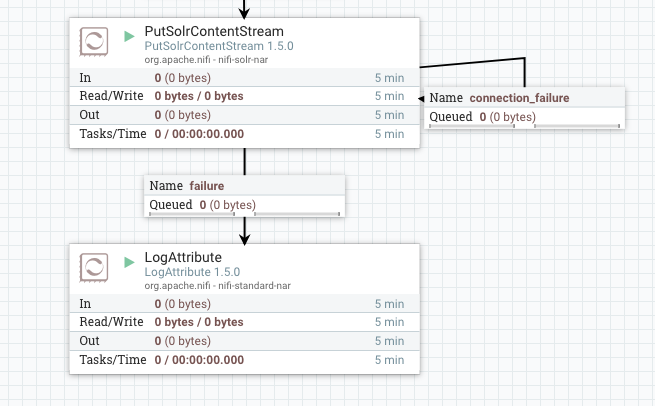 PutSolrContentStream
PutSolrContentStream 1.5.0
org.apache.nifi - nifi-solr-nar
In 0 (0 bytes) 5 min
Read/Write 0 bytes / 0 bytes 5 min
Out 0 (0 bytes) 5 min
Tasks/Time 0 / 00:00:00.000 5 min
Name connection_failure
Queued 0 (0 bytes)
Name failure
Queued 0 (0 bytes)
LogAttribute
LogAttribute 1.5.0
org.apache.nifi - nifi-standard-nar
In 0 (0 bytes) 5 min
Read/Write 0 bytes / 0 bytes 5 min
Out 0 (0 bytes) 5 min
Tasks/Time 0 / 00:00:00.000 5 min